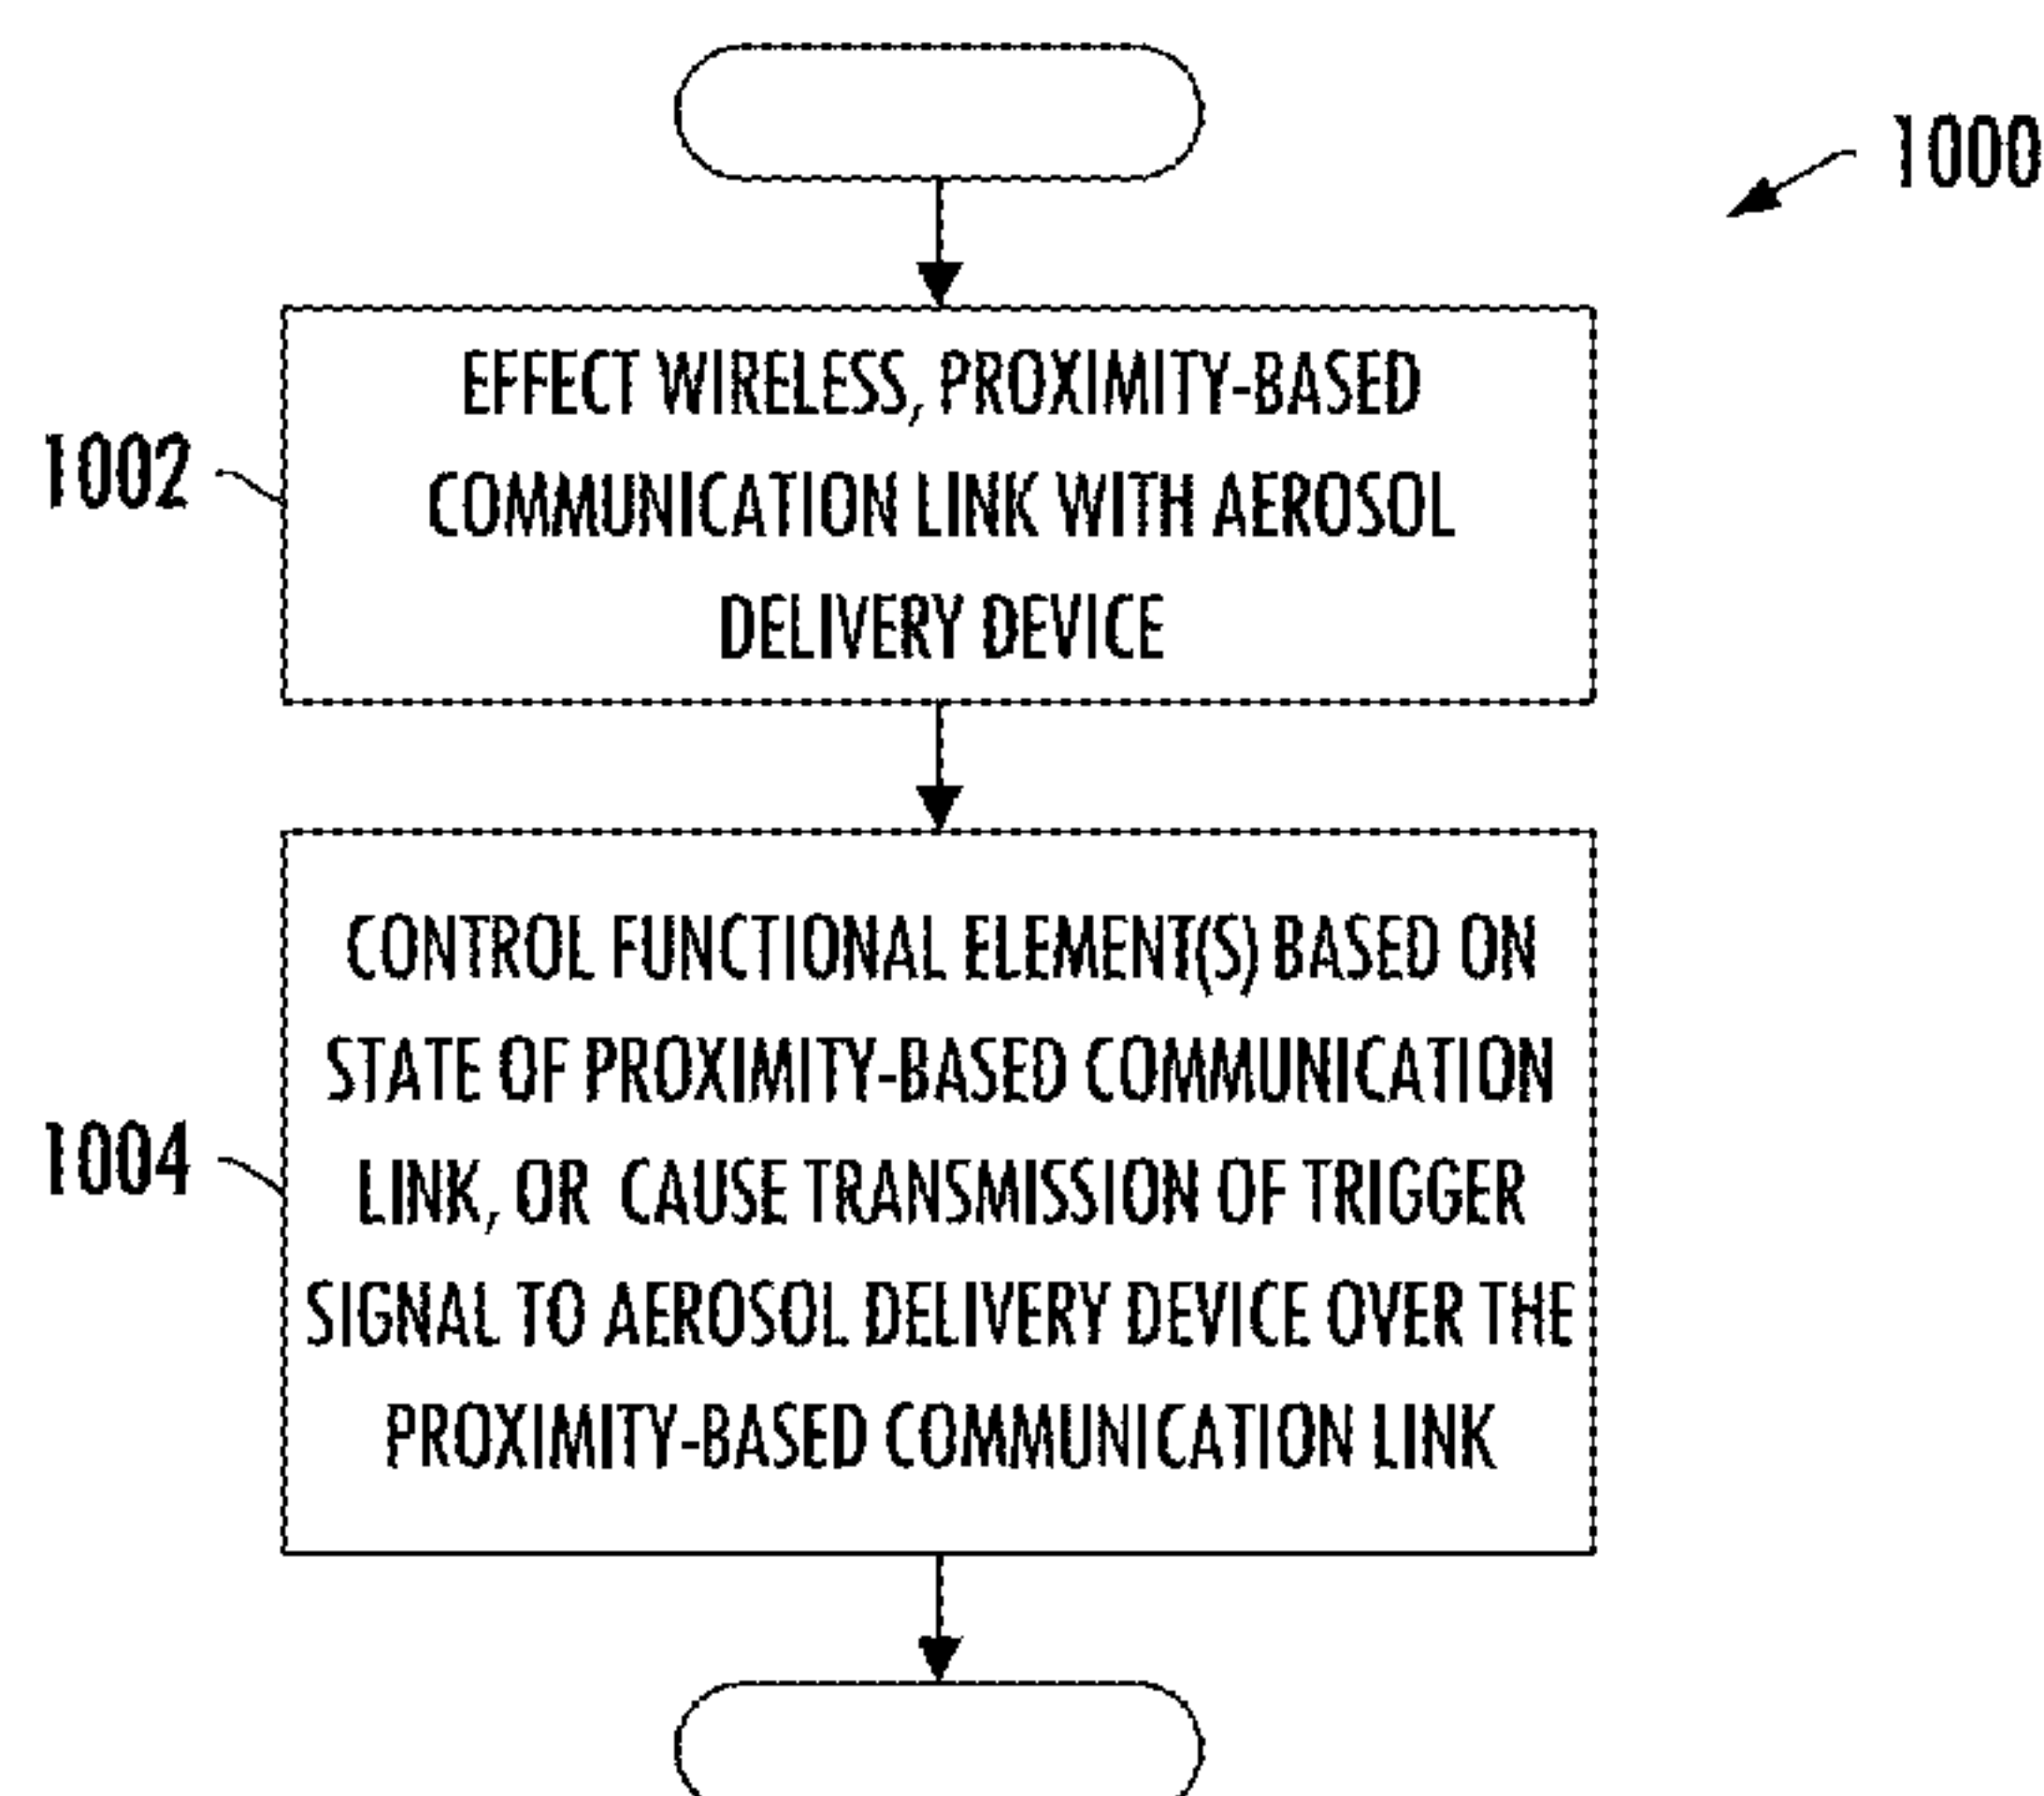 1000
1002
EFFECT WIRELESS, PROXIMITY-BASED
COMMUNICATION LINK WITH AEROSOL
DELIVERY DEVICE
1004
CONTROL FUNCTIONAL ELEMENT(S) BASED ON
STATE OF PROXIMITY-BASED COMMUNICATION
LINK, OR CAUSE TRANSMISSION OF TRIGGER
SIGNAL TO AEROSOL DELIVERY DEVICE OVER THE
PROXIMITY-BASED COMMUNICATION LINK